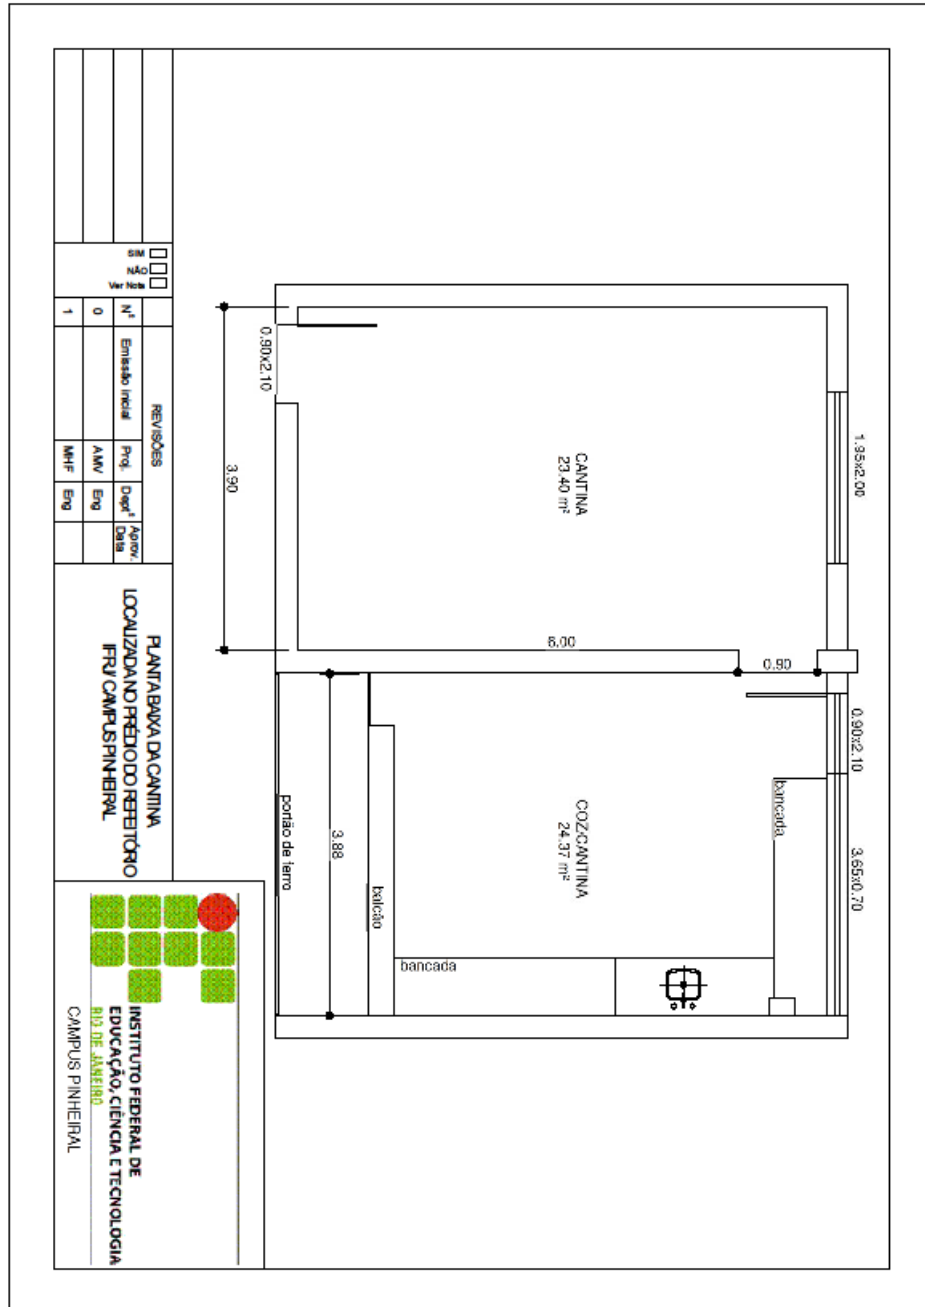 1.95x2.00
0.90x2.10
3.65x0.70
CANTINA
23.40 m²
6.00
0.90
COZ-CANTINA
24.37 m²
bancada
bancada
balcão
3.88
portão de ferro
0.90x2.10
3.90
SIM
NÃO
Ver Nota
REVISÕES
Nº Emissão inicial Proj. Deptº Aprov. Data
0 AMV Eng
1 MHF Eng
PLANTA BAIXA DA CANTINA
LOCALIZADA NO PRÉDIO DO REFEITÓRIO
IFRJ/ CAMPUS PINHEIRAL
INSTITUTO FEDERAL DE
EDUCAÇÃO, CIÊNCIA E TECNOLOGIA
RIO DE JANEIRO
CAMPUS PINHEIRAL